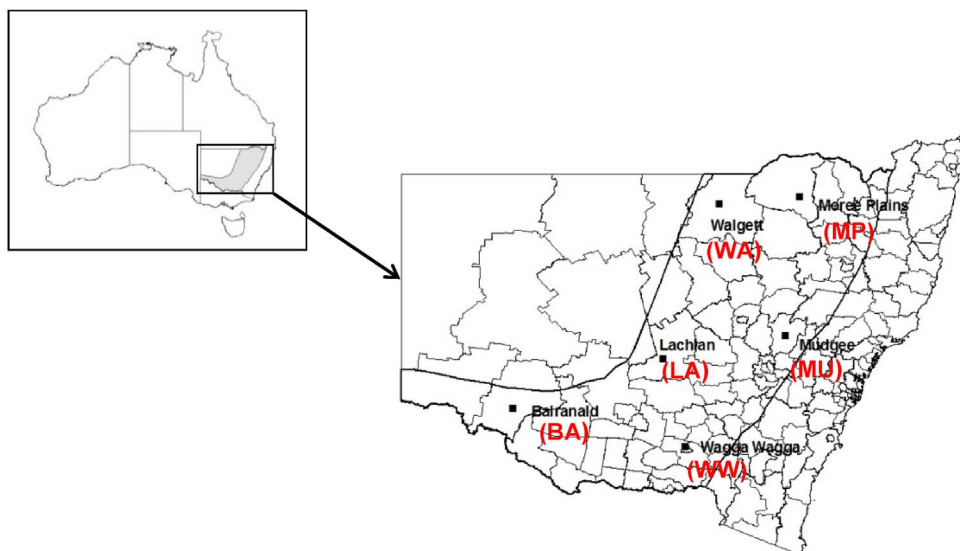 Moree Plains
(MP)
Walgett
(WA)
Lachlan
(LA)
Mudgee
(MU)
Balranald
(BA)
Wagga Wagga
(WW)